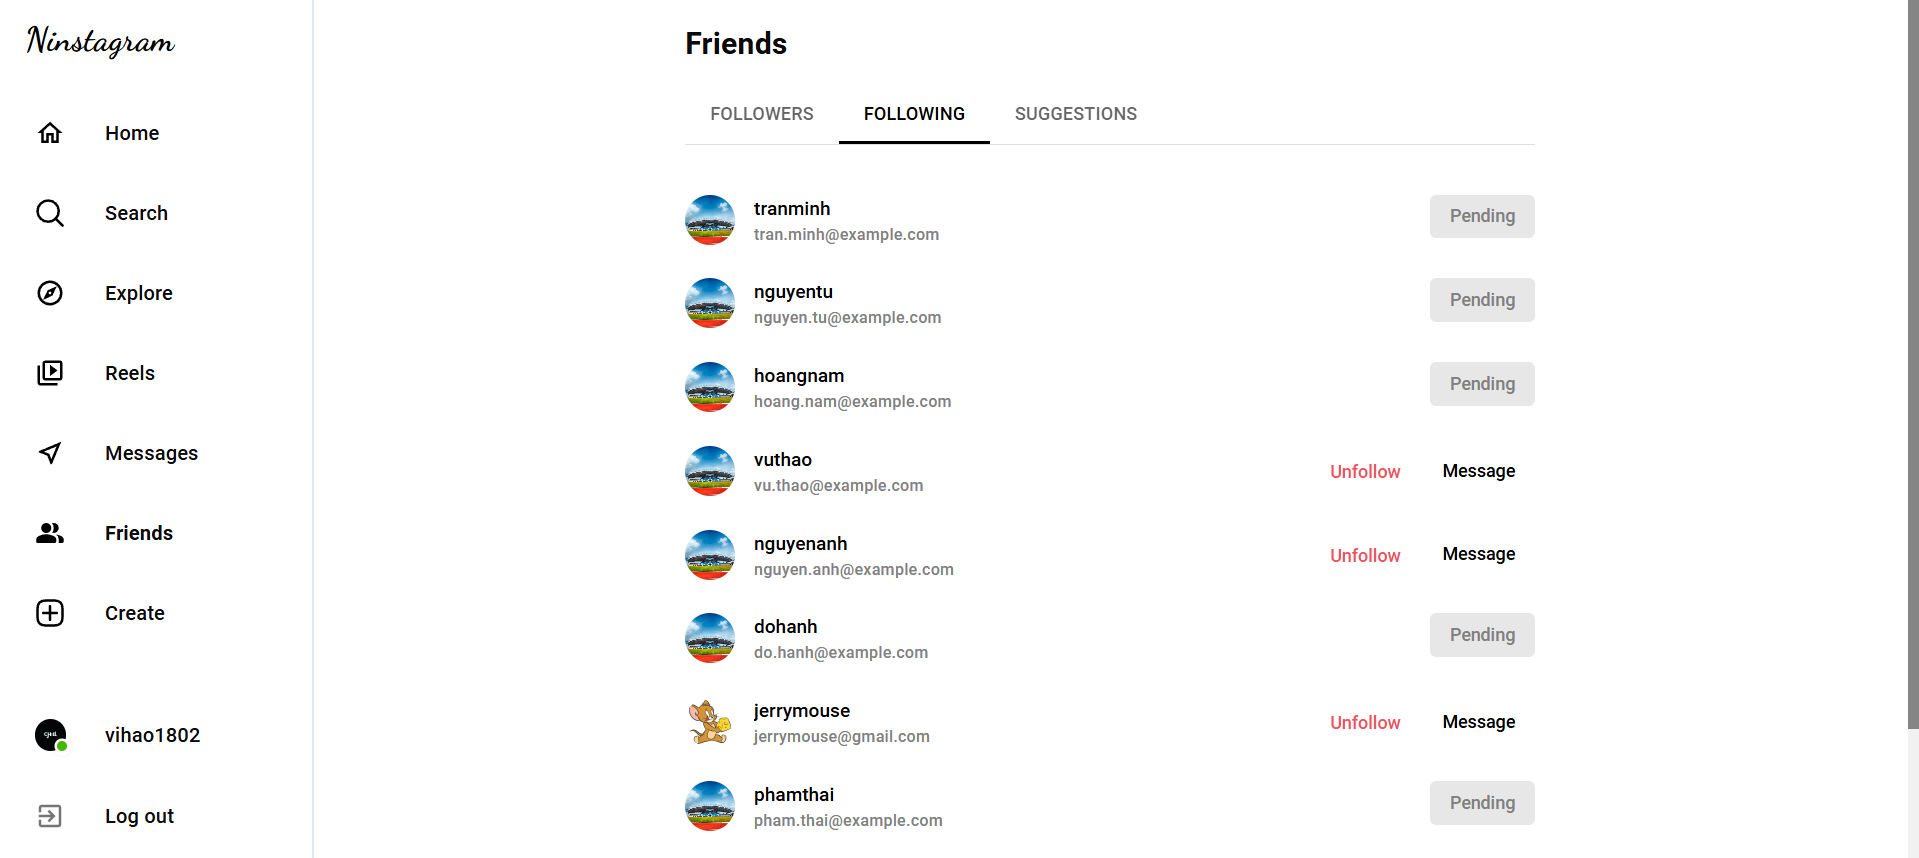 Ninstagram
Home
Search
Explore
Reels
Messages
Friends
Create
vihao1802
Log out
Friends
FOLLOWERS FOLLOWING SUGGESTIONS
tranminh
tran.minh@example.com
Pending
nguyentu
nguyen.tu@example.com
Pending
hoangnam
hoang.nam@example.com
Pending
vuthao
vu.thao@example.com
Unfollow Message
nguyenanh
nguyen.anh@example.com
Unfollow Message
dohanh
do.hanh@example.com
Pending
jerrymouse
jerrymouse@gmail.com
Unfollow Message
phamthai
pham.thai@example.com
Pending